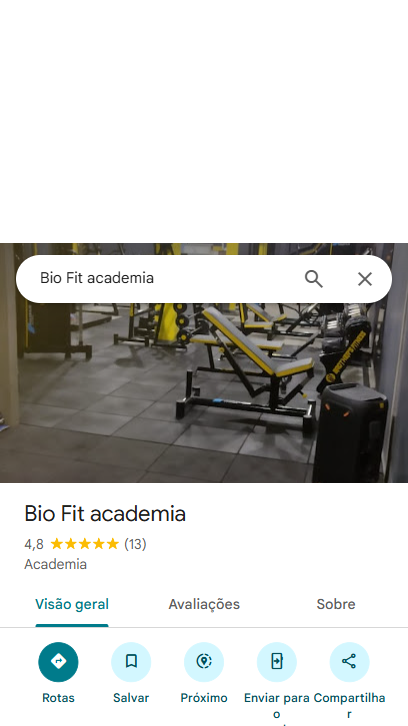 Bio Fit academia
Bio Fit academia
4,8 (13)
Academia
Visão geral Avaliações Sobre
Rotas Salvar Próximo Enviar para o Compartilhar